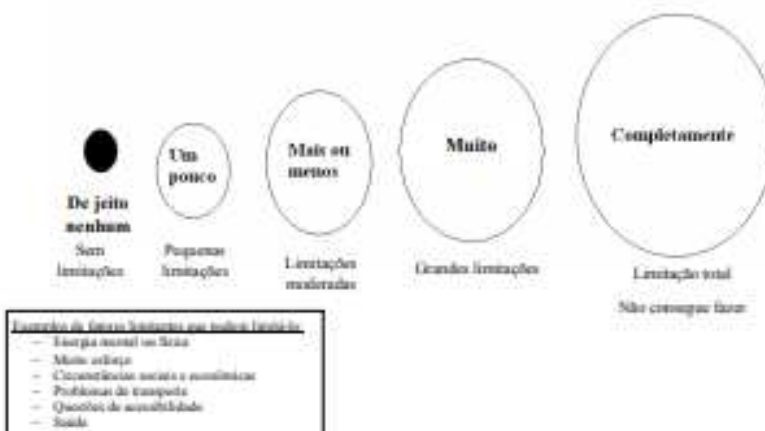 De jeito
nenhum
Sem
limitações
Um
pouco
Pequenas
limitações
Mais ou
menos
Limitações
moderadas
Muito
Grandes limitações
Completamente
Limitação total
Não consegue fazer
Exemplos de fatores limitantes que podem limitá-lo:
– Energia mental ou física
– Muito esforço
– Circunstâncias sociais e econômicas
– Problemas de transporte
– Questões de acessibilidade
– Saúde